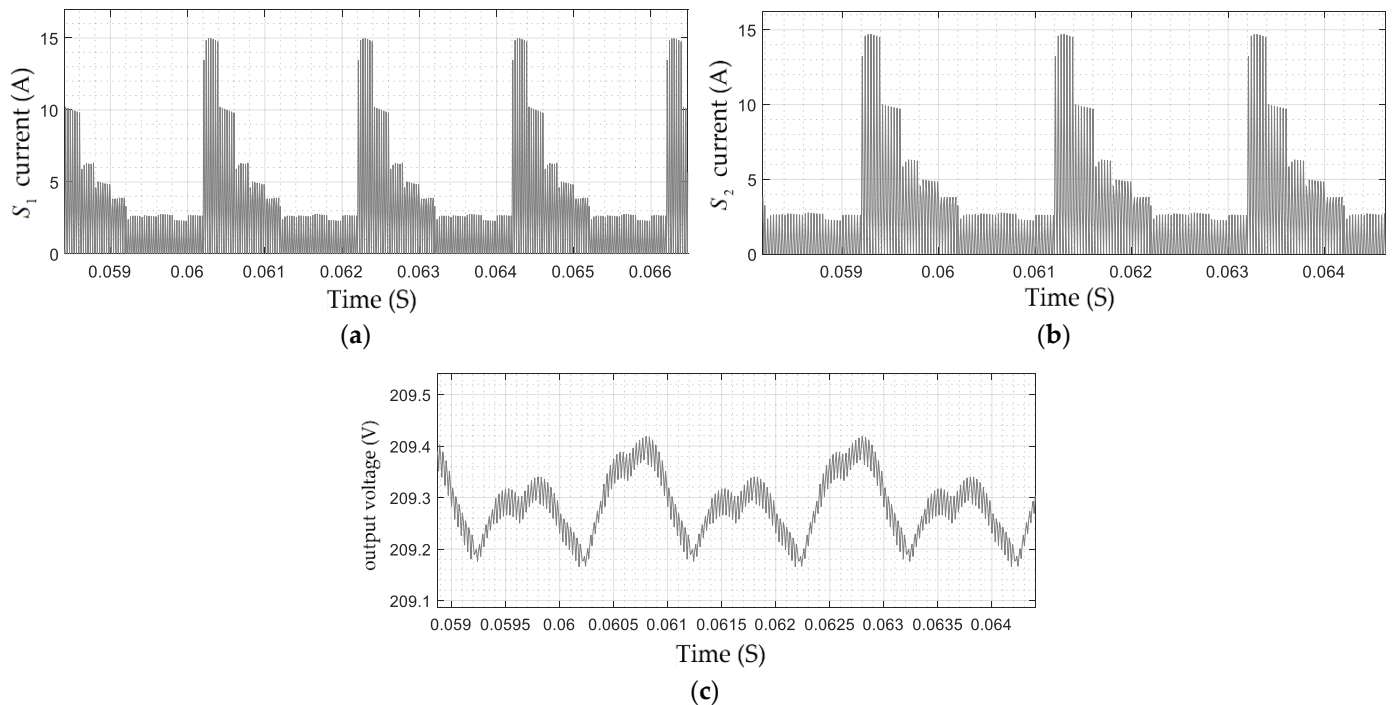 15
10
5
0
S1 current (A)
0.059 0.06 0.061 0.062 0.063 0.064 0.065 0.066
Time (S)
(a)
15
10
5
0
S2 current (A)
0.059 0.06 0.061 0.062 0.063 0.064
Time (S)
(b)
209.5
209.4
209.3
209.2
209.1
output voltage (V)
0.059 0.0595 0.06 0.0605 0.061 0.0615 0.062 0.0625 0.063 0.0635 0.064
Time (S)
(c)